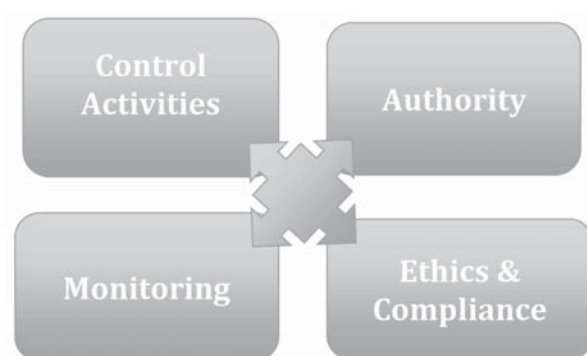 Control
Activities
Authority
Monitoring
Ethics &
Compliance